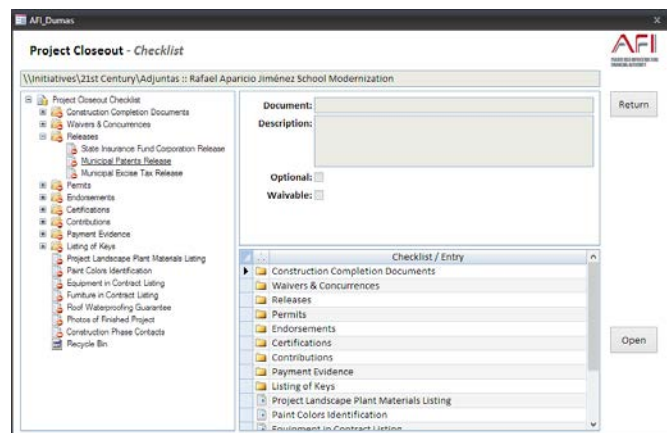 AFI_Dumas
x
Project Closeout - Checklist
AFI
\\Initiatives\21st Century\Adjuntas :: Rafael Aparicio Jiménez School Modernization
Project Closeout Checklist
Construction Completion Documents
Waivers & Concurrences
Releases
State Insurance Fund Corporation Release
Municipal Patents Release
Municipal Excise Tax Release
Permits
Endorsements
Certifications
Contributions
Payment Evidence
Listing of Keys
Project Landscape Plant Materials Listing
Paint Colors Identification
Equipment in Contract Listing
Furniture in Contract Listing
Roof Waterproofing Guarantee
Photos of Finished Project
Construction Phase Contacts
Recycle Bin
Document:
Description:
Optional:
Waivable:
Return
Checklist / Entry
Construction Completion Documents
Waivers & Concurrences
Releases
Permits
Endorsements
Certifications
Contributions
Payment Evidence
Listing of Keys
Project Landscape Plant Materials Listing
Paint Colors Identification
Equipment in Contract Listing
Open